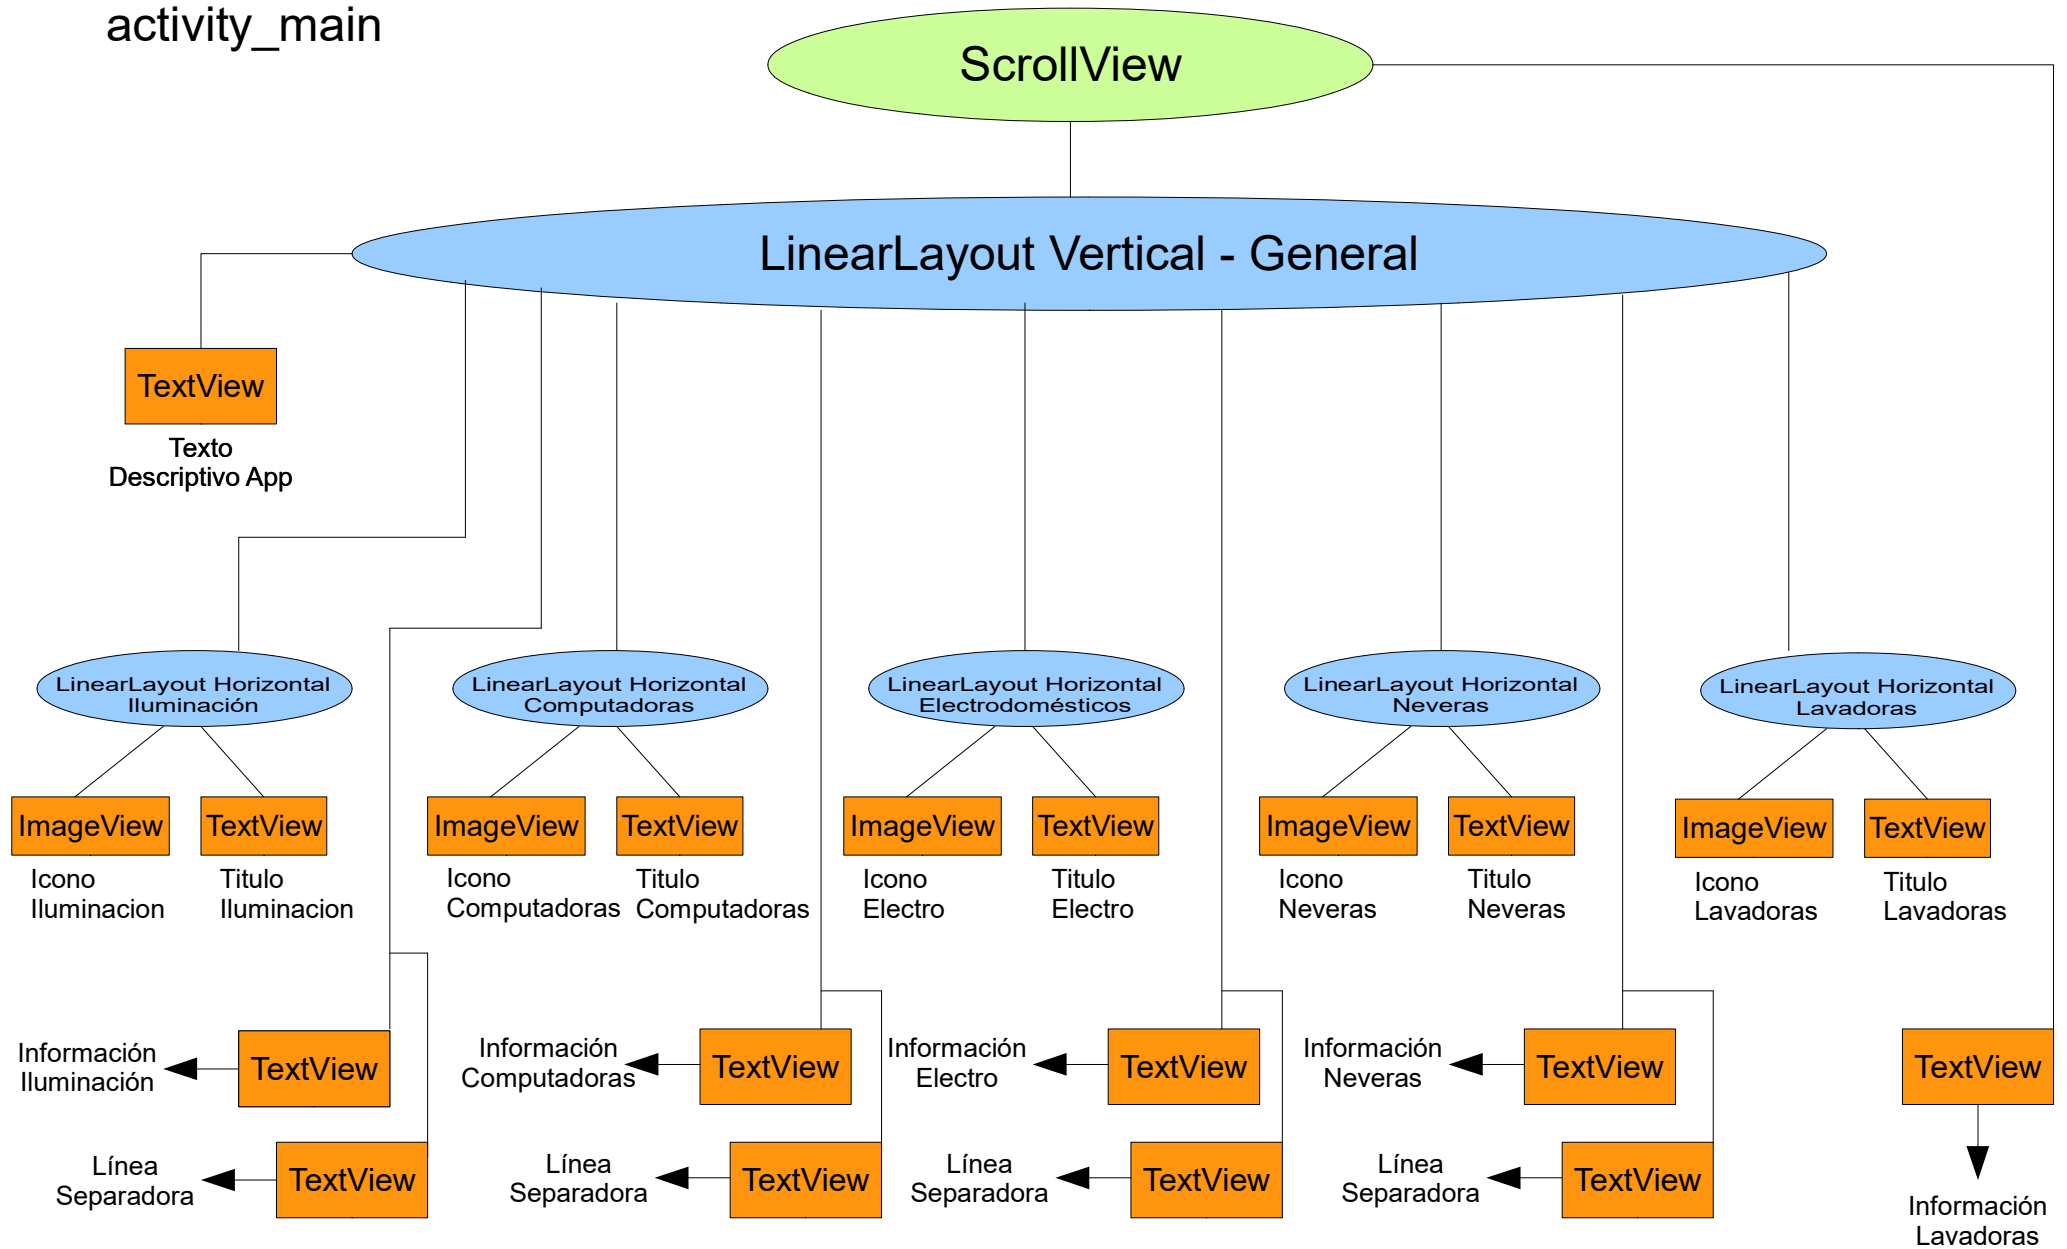 activity_main
ScrollView
LinearLayout Vertical - General
TextView
Texto
Descriptivo App
LinearLayout Horizontal
Iluminación
LinearLayout Horizontal
Computadoras
LinearLayout Horizontal
Electrodomésticos
LinearLayout Horizontal
Neveras
LinearLayout Horizontal
Lavadoras
ImageView
TextView
ImageView
TextView
ImageView
TextView
ImageView
TextView
ImageView
TextView
Icono
Iluminacion
Titulo
Iluminacion
Icono
Computadoras
Titulo
Computadoras
Icono
Electro
Titulo
Electro
Icono
Neveras
Titulo
Neveras
Icono
Lavadoras
Titulo
Lavadoras
Información
Iluminación
TextView
Información
Computadoras
TextView
Información
Electro
TextView
Información
Neveras
TextView
TextView
Línea
Separadora
TextView
Línea
Separadora
TextView
Línea
Separadora
TextView
Línea
Separadora
TextView
Información
Lavadoras